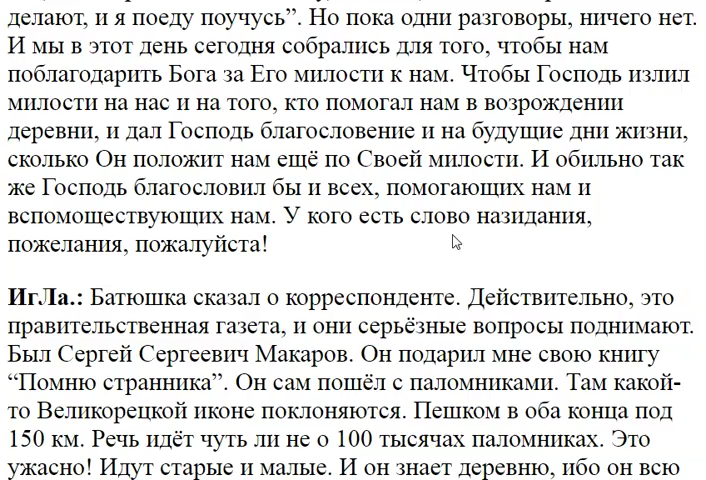 делают, и я поеду поучусь”. Но пока одни разговоры, ничего нет.
И мы в этот день сегодня собрались для того, чтобы нам
поблагодарить Бога за Его милости к нам. Чтобы Господь излил
милости на нас и на того, кто помогал нам в возрождении
деревни, и дал Господь благословение и на будущие дни жизни,
сколько Он положит нам ещё по Своей милости. И обильно так
же Господь благословил бы и всех, помогающих нам и
вспомоществующих нам. У кого есть слово назидания,
пожелания, пожалуйста!
ИгЛа.: Батюшка сказал о корреспонденте. Действительно, это
правительственная газета, и они серьёзные вопросы поднимают.
Был Сергей Сергеевич Макаров. Он подарил мне свою книгу
“Помню странника”. Он сам пошёл с паломниками. Там какой-
то Великорецкой иконе поклоняются. Пешком в оба конца под
150 км. Речь идёт чуть ли не о 100 тысячах паломниках. Это
ужасно! Идут старые и малые. И он знает деревню, ибо он всю